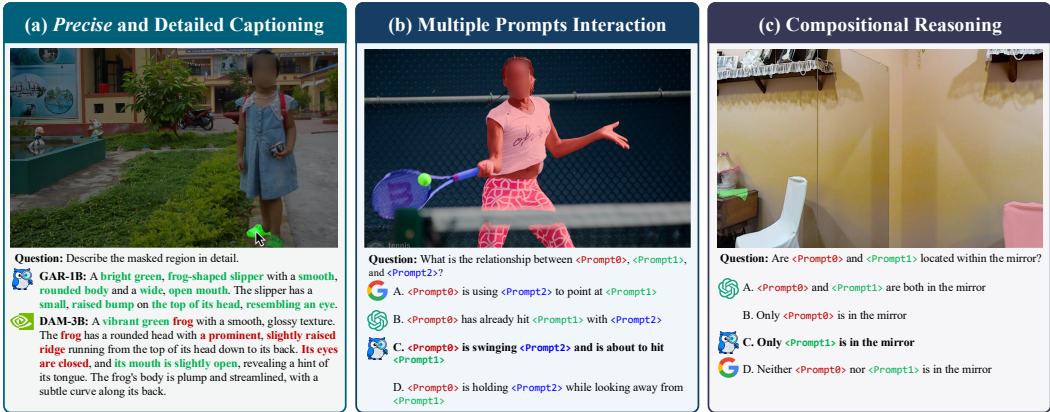 (a) Precise and Detailed Captioning
Question: Describe the masked region in detail.
GAR-1B: A bright green, frog-shaped slipper with a smooth,
rounded body and a wide, open mouth. The slipper has a
small, raised bump on the top of its head, resembling an eye.
DAM-3B: A vibrant green frog with a smooth, glossy texture.
The frog has a rounded head with a prominent, slightly raised
ridge running from the top of its head down to its back. Its eyes
are closed, and its mouth is slightly open, revealing a hint of
its tongue. The frog's body is plump and streamlined, with a
subtle curve along its back.
(b) Multiple Prompts Interaction
tennis
Question: What is the relationship between <Prompt0>, <Prompt1>,
and <Prompt2>?
A. <Prompt0> is using <Prompt2> to point at <Prompt1>
B. <Prompt0> has already hit <Prompt1> with <Prompt2>
C. <Prompt0> is swinging <Prompt2> and is about to hit
<Prompt1>
D. <Prompt0> is holding <Prompt2> while looking away from
<Prompt1>
(c) Compositional Reasoning
Question: Are <Prompt0> and <Prompt1> located within the mirror?
A. <Prompt0> and <Prompt1> are both in the mirror
B. Only <Prompt0> is in the mirror
C. Only <Prompt1> is in the mirror
D. Neither <Prompt0> nor <Prompt1> is in the mirror